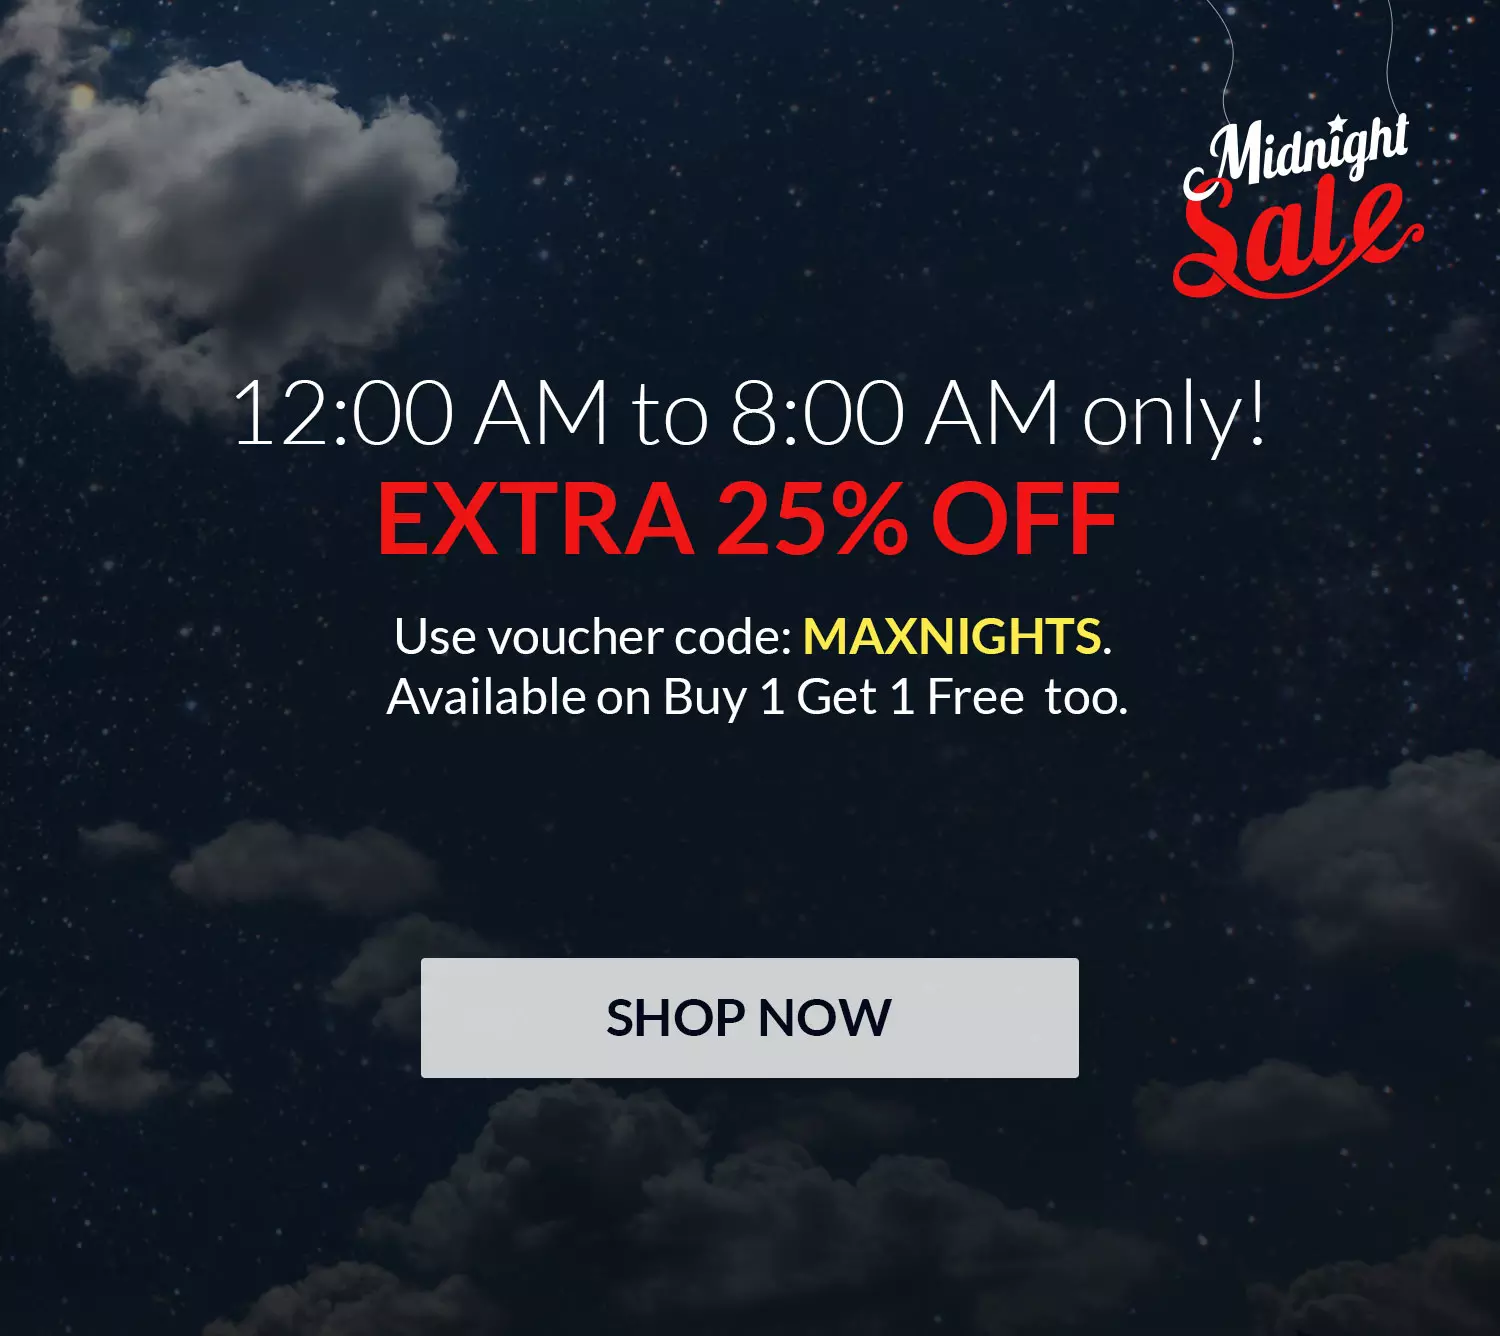 Midnight
Sale
12:00 AM to 8:00 AM only!
EXTRA 25% OFF
Use voucher code: MAXNIGHTS.
Available on Buy 1 Get 1 Free  too.
SHOP NOW